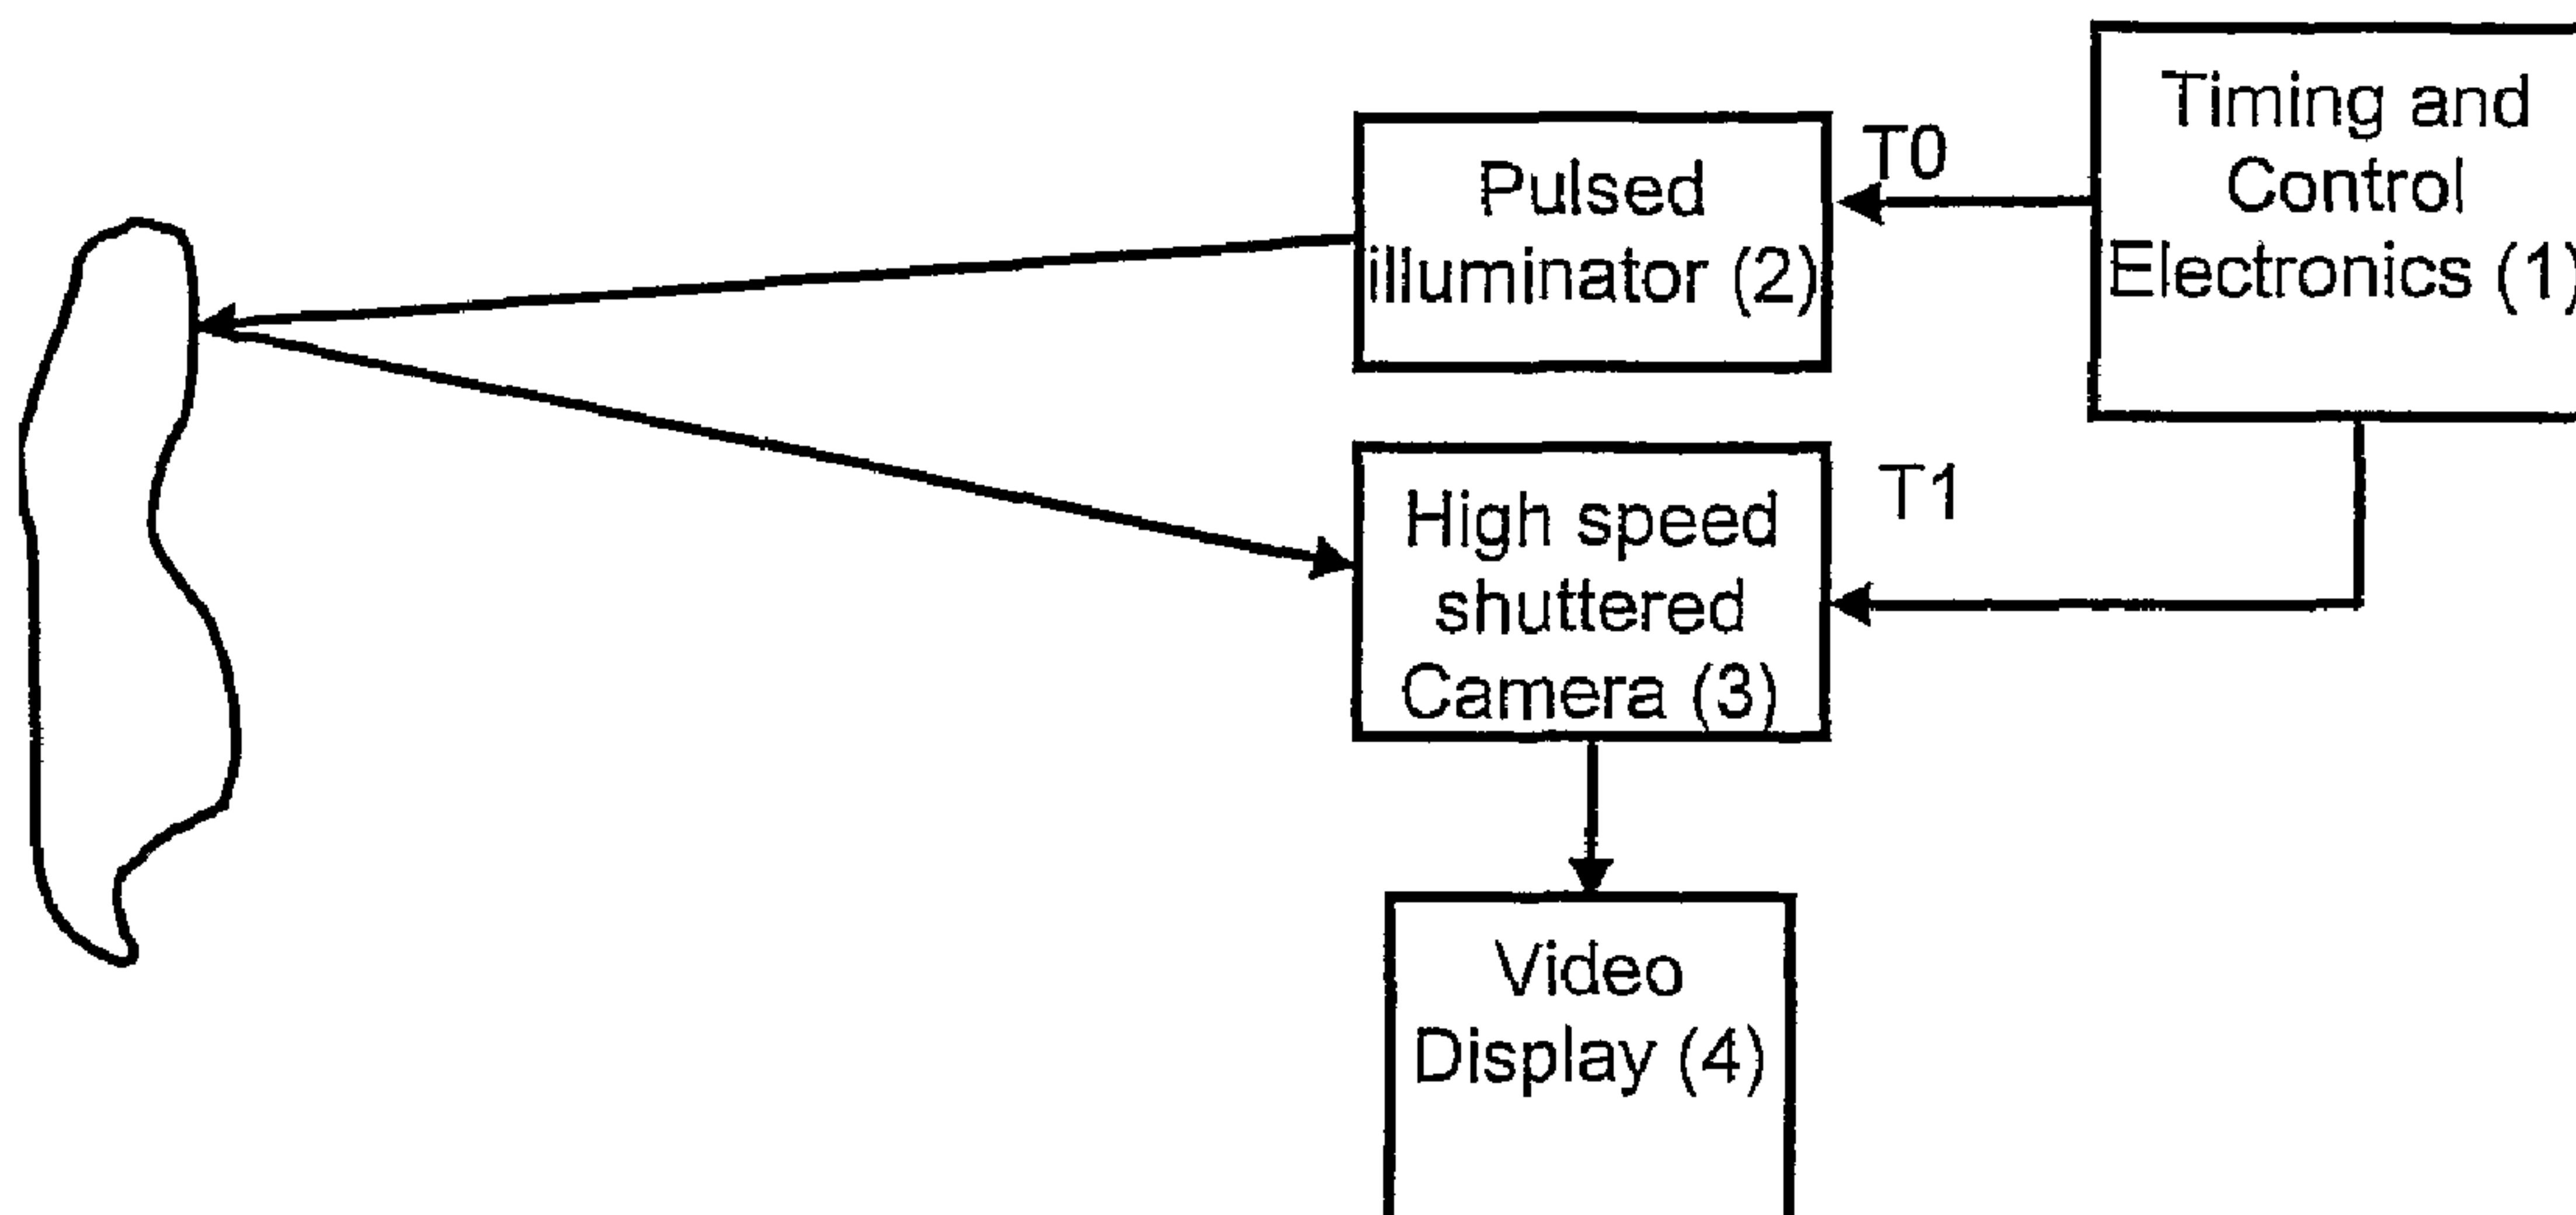 Timing and
Control
Electronics (1)
T0
Pulsed
illuminator (2)
T1
High speed
shuttered
Camera (3)
Video
Display (4)